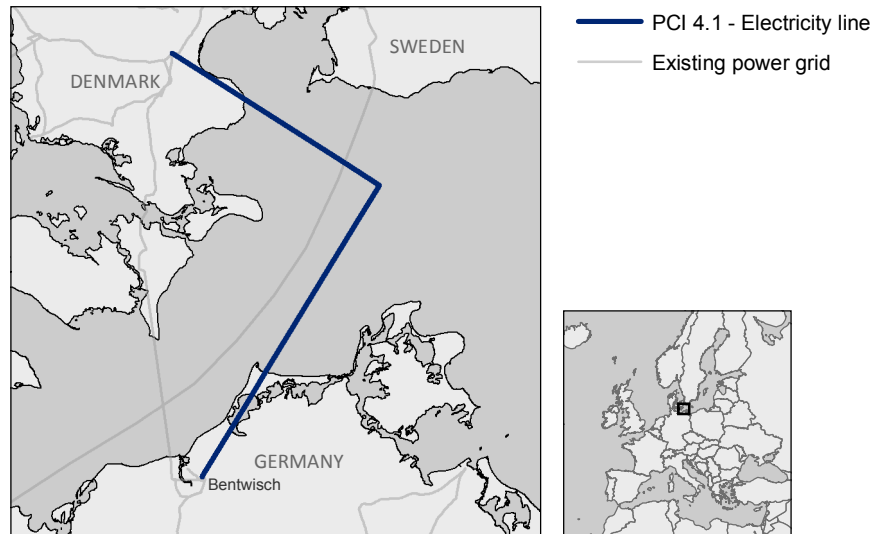 PCI 4.1 - Electricity line
Existing power grid
SWEDEN
DENMARK
GERMANY
Bentwisch